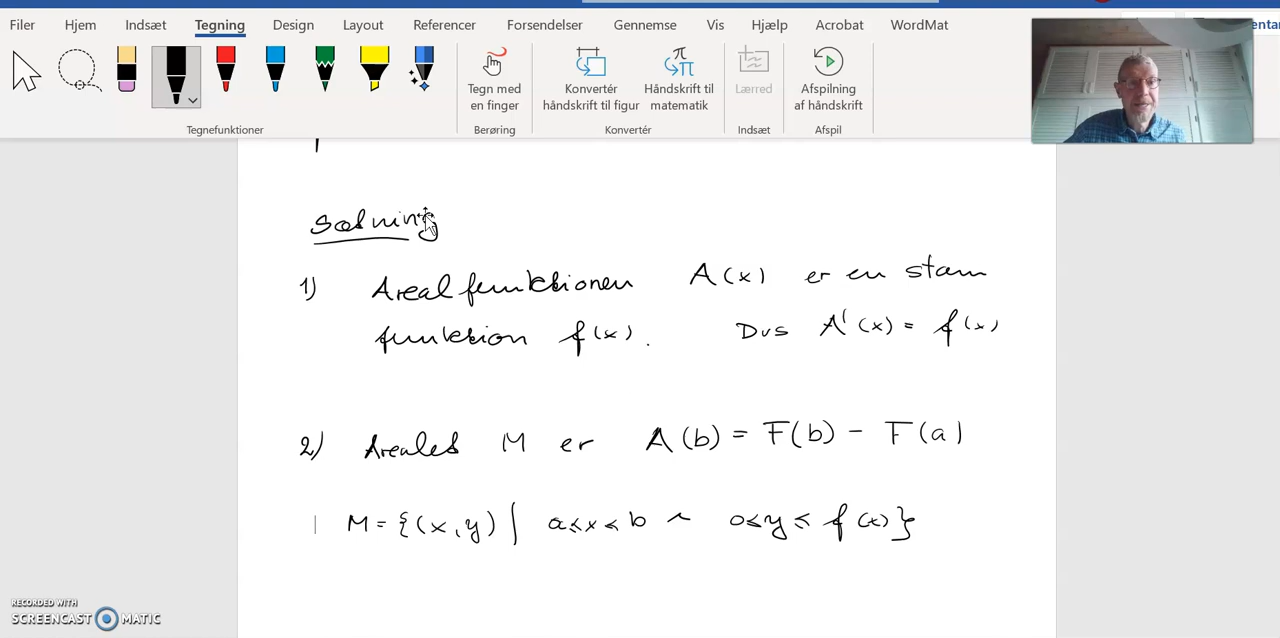 Filer Hjem Indsæt Tegning Design Layout Referencer Forsendelser Gennemse Vis Hjælp Acrobat WordMat
Tegn med en finger
Konvertér håndskrift til figur
Håndskrift til matematik
Lærred
Afspilning af håndskrift
Tegnefunktioner Berøring Konvertér Indsæt Afspil
Sætning
1) Arealfunktionen A(x) er en stam
funktion f(x). Dvs A'(x) = f(x)
2) Arealet M er A(b) = F(b) - F(a)
M = {(x,y) | a≤x≤b ∧ 0≤y≤ f(x)}
RECORDED WITH
SCREENCAST MATIC